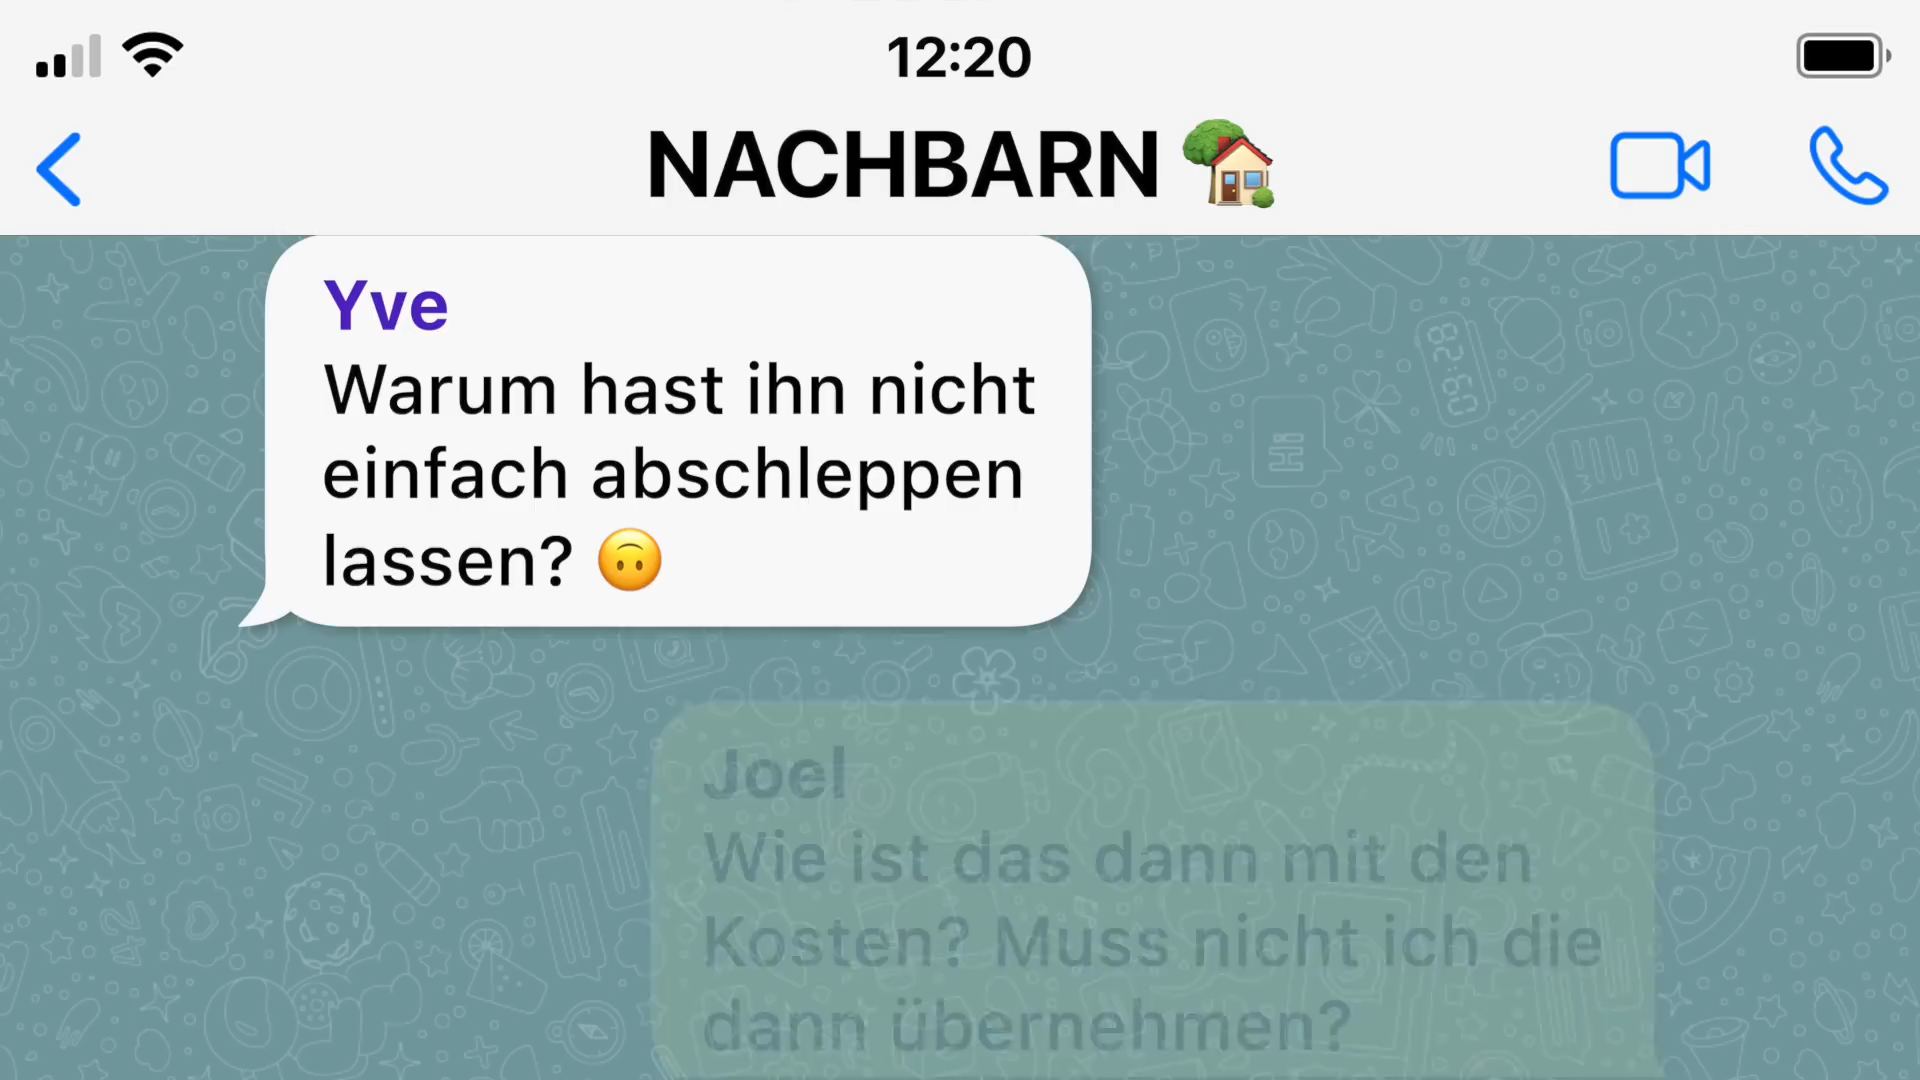 12:20
NACHBARN
Yve
Warum hast ihn nicht
einfach abschleppen
lassen?
Joel
Wie ist das dann mit den
Kosten? Muss nicht ich die
dann übernehmen?